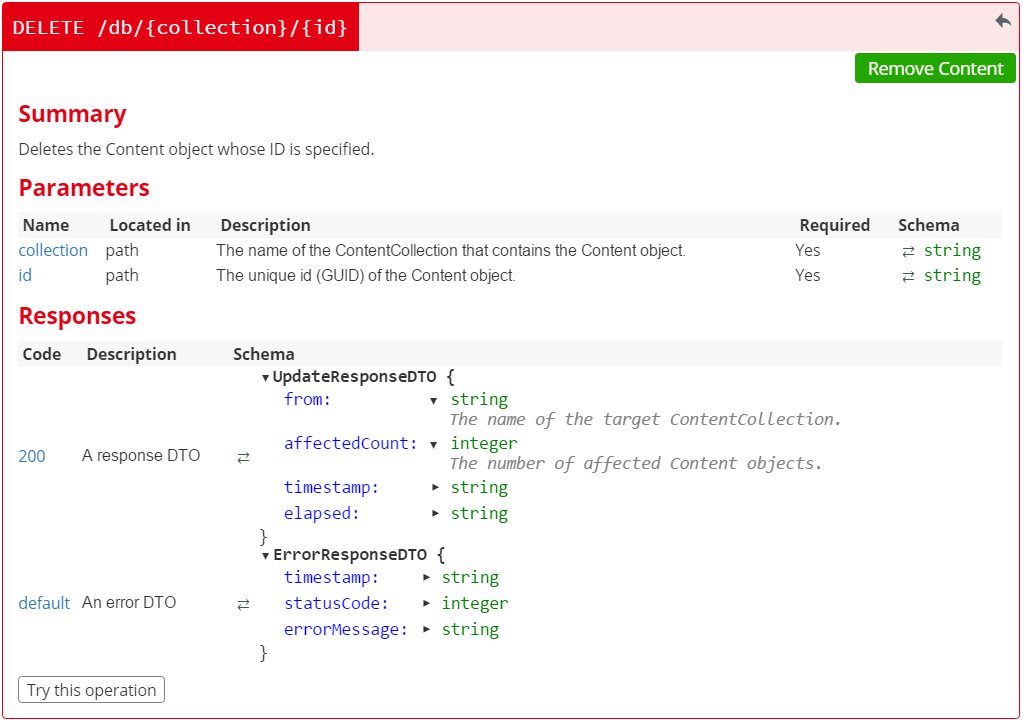 DELETE /db/{collection}/{id}
Remove Content
Summary
Deletes the Content object whose ID is specified.
Parameters
Name Located in Description Required Schema
collection path The name of the ContentCollection that contains the Content object. Yes ⇄ string
id path The unique id (GUID) of the Content object. Yes ⇄ string
Responses
Code Description Schema
▼UpdateResponseDTO {
from: ▼ string
The name of the target ContentCollection.
affectedCount: ▼ integer
The number of affected Content objects.
200 A response DTO ⇄
timestamp: ▶ string
elapsed: ▶ string
}
▼ErrorResponseDTO {
timestamp: ▶ string
default An error DTO ⇄ statusCode: ▶ integer
errorMessage: ▶ string
}
Try this operation